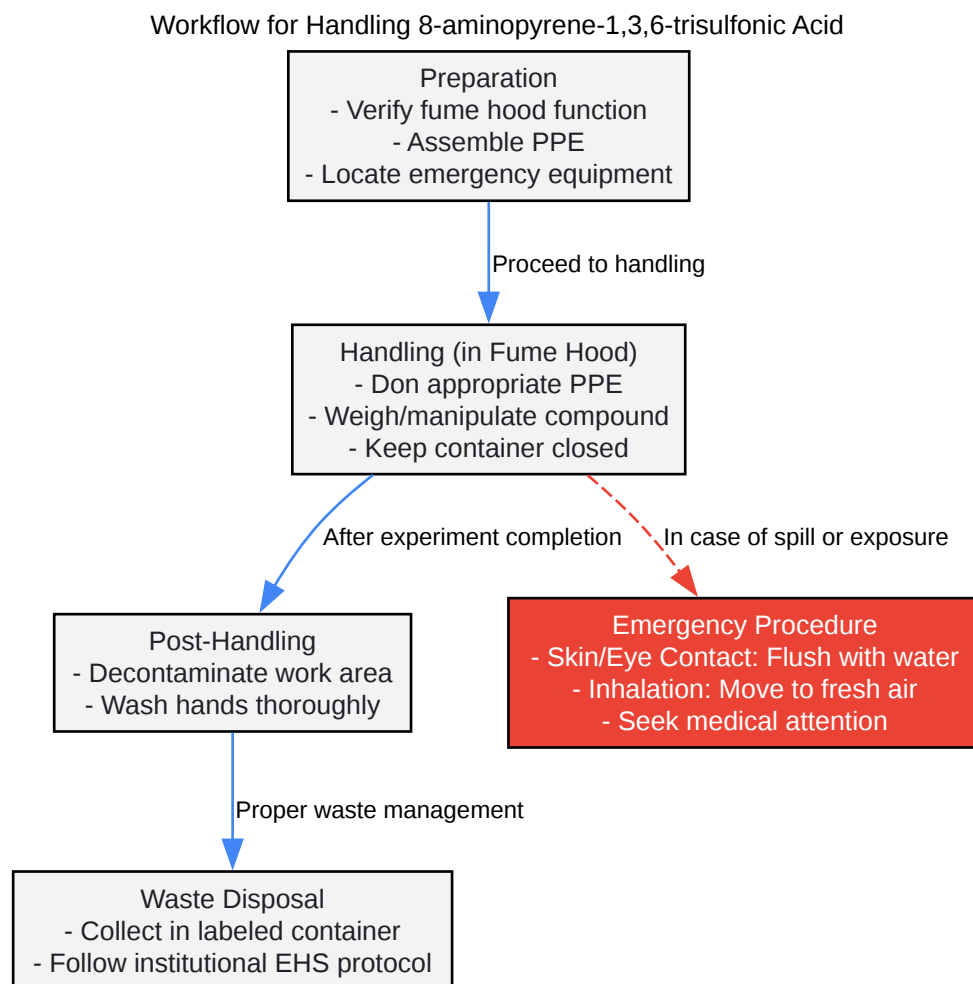 Workflow for Handling 8-aminopyrene-1,3,6-trisulfonic Acid
Preparation
- Verify fume hood function
- Assemble PPE
- Locate emergency equipment
Proceed to handling
Handling (in Fume Hood)
- Don appropriate PPE
- Weigh/manipulate compound
- Keep container closed
After experiment completion
In case of spill or exposure
Post-Handling
- Decontaminate work area
- Wash hands thoroughly
Emergency Procedure
- Skin/Eye Contact: Flush with water
- Inhalation: Move to fresh air
- Seek medical attention
Proper waste management
Waste Disposal
- Collect in labeled container
- Follow institutional EHS protocol